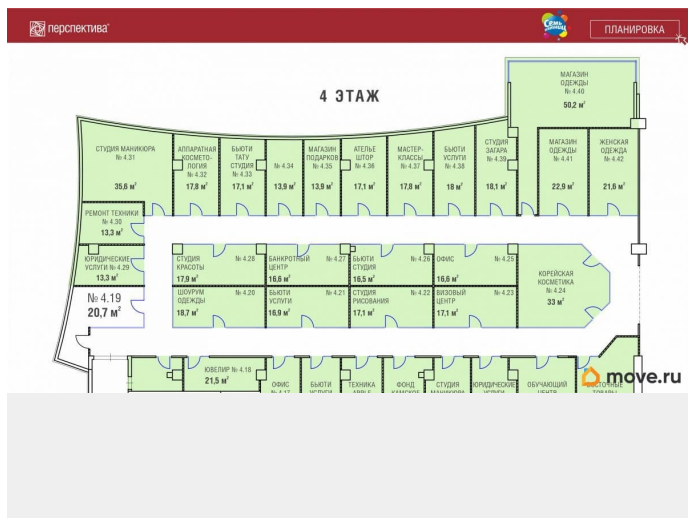 перспектива
СЕМЬ
ПЛАНИРОВКА
4 ЭТАЖ
МАГАЗИН
ОДЕЖДЫ
№ 4.40
50,2 м²
СТУДИЯ МАНИКЮРА
№ 4.31
35,6 м²
АППАРАТНАЯ
КОСМЕТО-
ЛОГИЯ
№ 4.32
17,8 м²
БЬЮТИ
ТАТУ
СТУДИЯ
№ 4.33
17,1 м²
№ 4.34
13,9 м²
МАГАЗИН
ПОДАРКОВ
№ 4.35
13,9 м²
АТЕЛЬЕ
ШТОР
№ 4.36
17,1 м²
МАСТЕР-
КЛАССЫ
№ 4.37
17,8 м²
БЬЮТИ
УСЛУГИ
№ 4.38
18 м²
СТУДИЯ
ЗАГАРА
№ 4.39
18,1 м²
МАГАЗИН
ОДЕЖДЫ
№ 4.41
22,9 м²
ЖЕНСКАЯ
ОДЕЖДА
№ 4.42
21,6 м²
РЕМОНТ ТЕХНИКИ
№ 4.30
13,3 м²
ЮРИДИЧЕСКИЕ
УСЛУГИ № 4.29
13,3 м²
№ 4.19
20,7 м²
СТУДИЯ № 4.28
КРАСОТЫ
17,9 м²
БАНКРОТНЫЙ № 4.27
ЦЕНТР
16,6 м²
БЬЮТИ № 4.26
СТУДИЯ
16,5 м²
ОФИС № 4.25
16,6 м²
КОРЕЙСКАЯ
КОСМЕТИКА
№ 4.24
33 м²
ШОУРУМ № 4.20
ОДЕЖДЫ
18,7 м²
БЬЮТИ № 4.21
УСЛУГИ
16,9 м²
СТУДИЯ № 4.22
РИСОВАНИЯ
17,1 м²
ВИЗОВЫЙ № 4.23
ЦЕНТР
17,1 м²
ЮВЕЛИР № 4.18
21,5 м²
ОФИС
№ 4.17
БЬЮТИ
УСЛУГИ
ТЕХНИКА
APPLE
ФОНД
КАМСКОЕ
СТУДИЯ
МАНИКЮРА
ЮРИДИЧЕСКИЕ
УСЛУГИ
ОБУЧАЮЩИЙ
ЦЕНТР
ВОСТОЧНЫЕ
ТОВАРЫ
move.ru